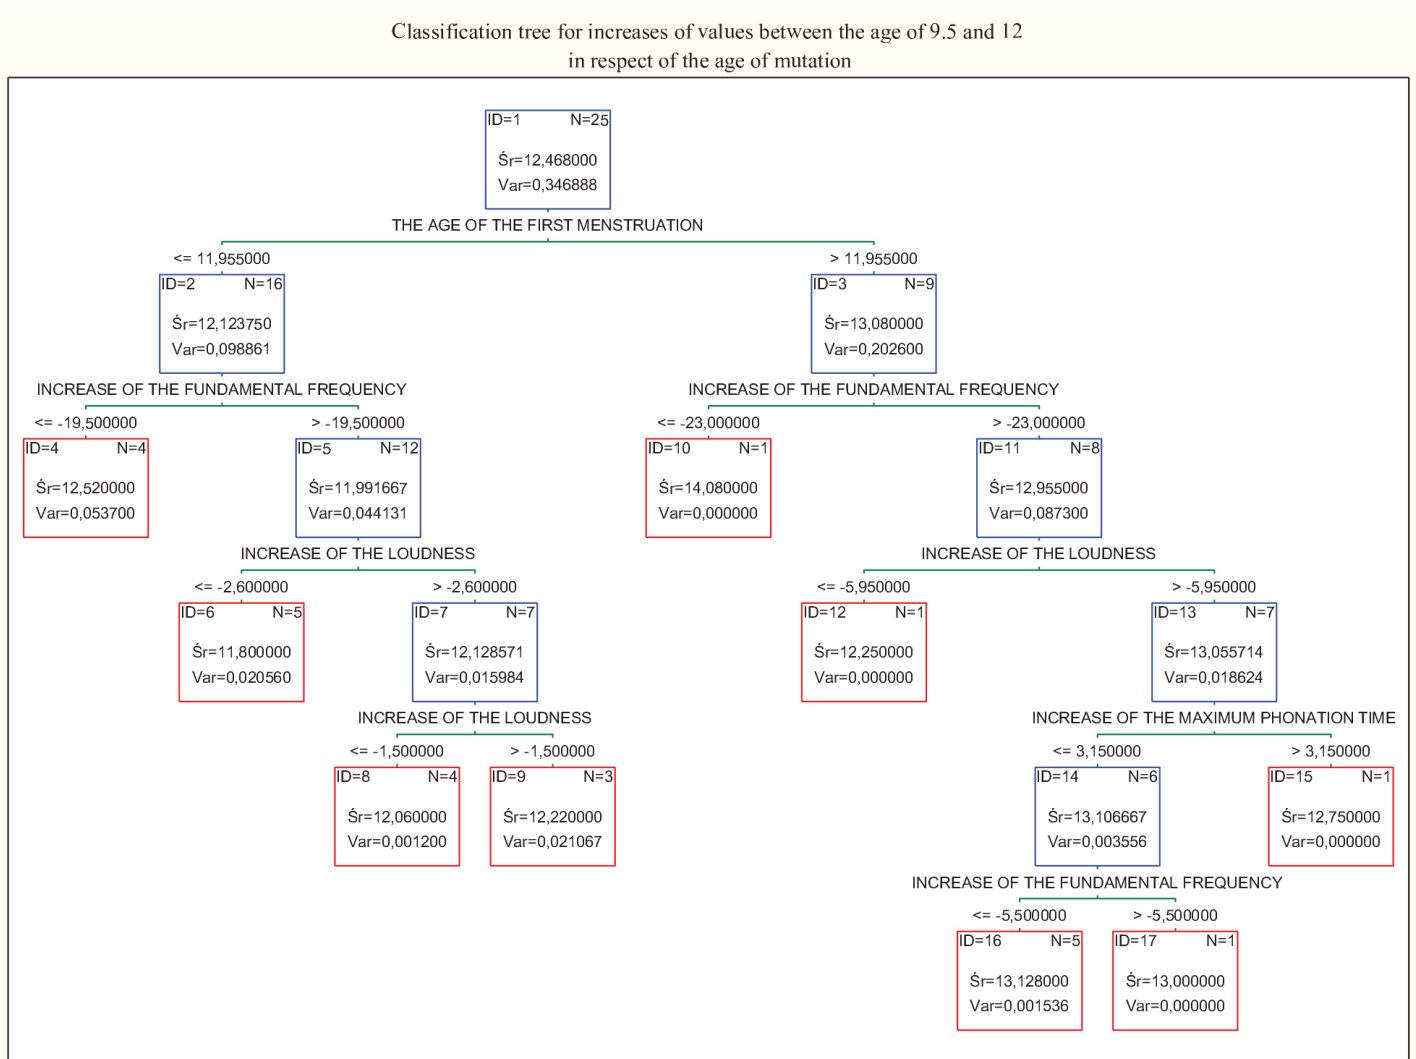 Classification tree for increases of values between the age of 9.5 and 12
in respect of the age of mutation
ID=1 N=25
Śr=12,468000
Var=0,346888
THE AGE OF THE FIRST MENSTRUATION
<= 11,955000 > 11,955000
ID=2 N=16 ID=3 N=9
Śr=12,123750 Śr=13,080000
Var=0,098861 Var=0,202600
INCREASE OF THE FUNDAMENTAL FREQUENCY INCREASE OF THE FUNDAMENTAL FREQUENCY
<= -19,500000 > -19,500000 <= -23,000000 > -23,000000
ID=4 N=4 ID=5 N=12 ID=10 N=1 ID=11 N=8
Śr=12,520000 Śr=11,991667 Śr=14,080000 Śr=12,955000
Var=0,053700 Var=0,044131 Var=0,000000 Var=0,087300
INCREASE OF THE LOUDNESS INCREASE OF THE LOUDNESS
<= -2,600000 > -2,600000 <= -5,950000 > -5,950000
ID=6 N=5 ID=7 N=7 ID=12 N=1 ID=13 N=7
Śr=11,800000 Śr=12,128571 Śr=12,250000 Śr=13,055714
Var=0,020560 Var=0,015984 Var=0,000000 Var=0,018624
INCREASE OF THE LOUDNESS INCREASE OF THE MAXIMUM PHONATION TIME
<= -1,500000 > -1,500000 <= 3,150000 > 3,150000
ID=8 N=4 ID=9 N=3 ID=14 N=6 ID=15 N=1
Śr=12,060000 Śr=12,220000 Śr=13,106667 Śr=12,750000
Var=0,001200 Var=0,021067 Var=0,003556 Var=0,000000
INCREASE OF THE FUNDAMENTAL FREQUENCY
<= -5,500000 > -5,500000
ID=16 N=5 ID=17 N=1
Śr=13,128000 Śr=13,000000
Var=0,001536 Var=0,000000